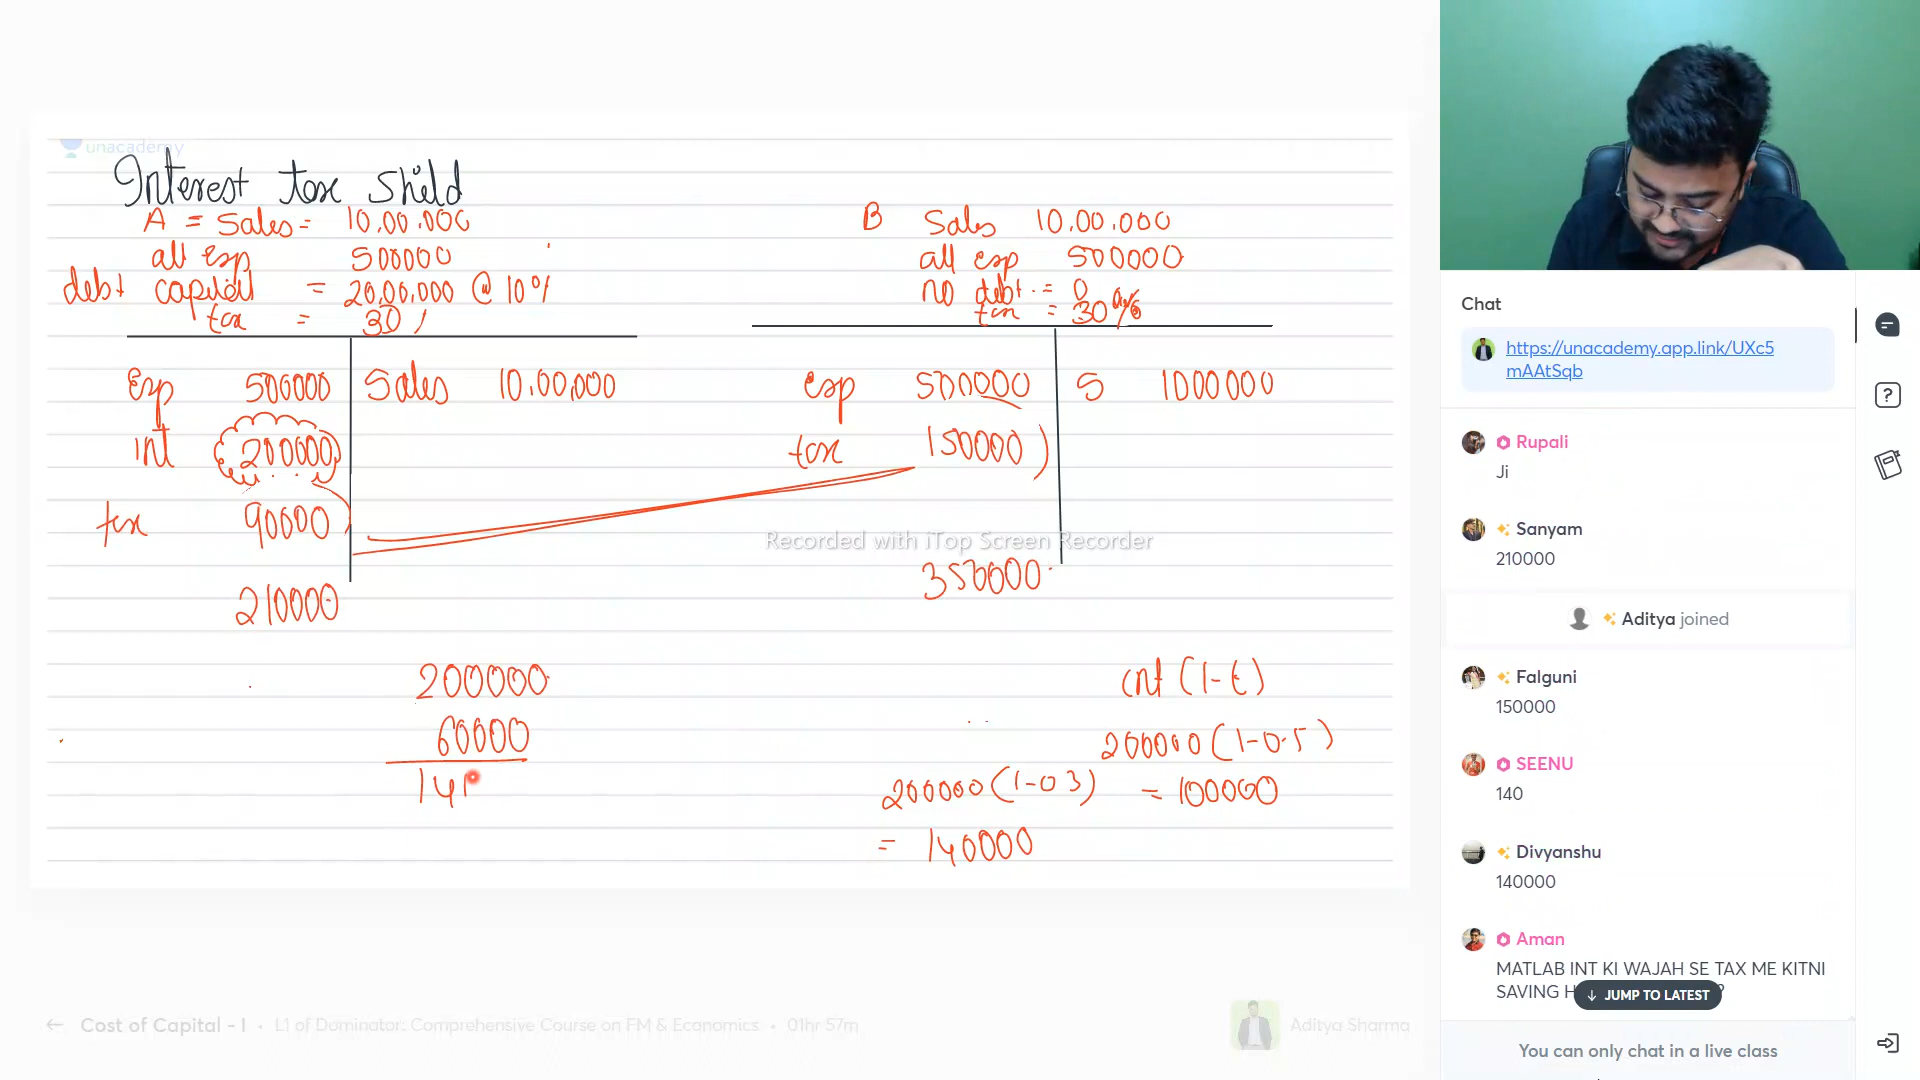 unacademy
Interest tax Shield
A = Sales = 10,00,000
all exp 500000
debt capital = 20,00,000 @ 10%
tax = 30 /
B Sales 10,00,000
all exp 500000
no debt = 0
tax = 30%
Exp 500000 Sales 10,00,000
int 200000
tax 90000
210000
exp 500000 S 1000000
tax 150000
350000
Recorded with iTop Screen Recorder
200000
60000
int (1-t)
200000 (1-0.5)
200000 (1-0 3) = 100000
= 140000
Cost of Capital - I • L1 of Dominator: Comprehensive Course on FM & Economics • 01hr 57m
Aditya Sharma
Chat
https://unacademy.app.link/UXc5
mAAtSqb
Rupali
Ji
Sanyam
210000
Aditya joined
Falguni
150000
SEENU
140
Divyanshu
140000
Aman
MATLAB INT KI WAJAH SE TAX ME KITNI
SAVING
JUMP TO LATEST
You can only chat in a live class